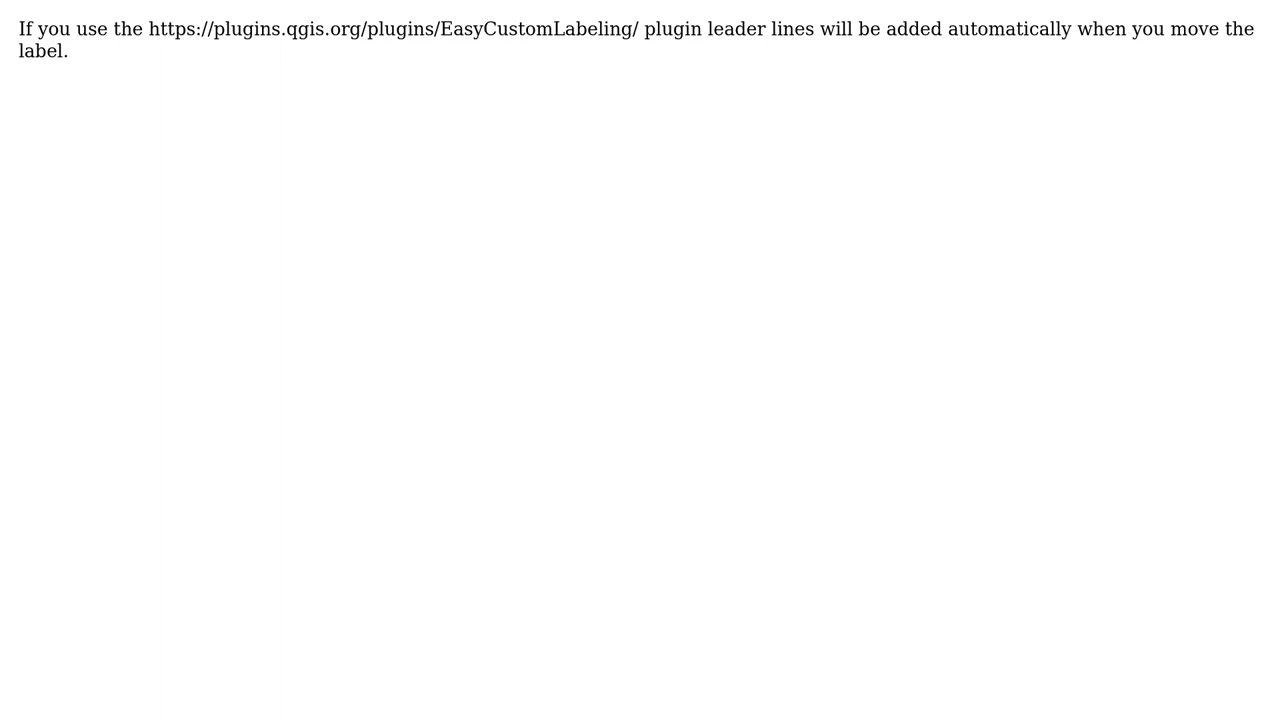 If you use the https://plugins.qgis.org/plugins/EasyCustomLabeling/ plugin leader lines will be added automatically when you move the
label.